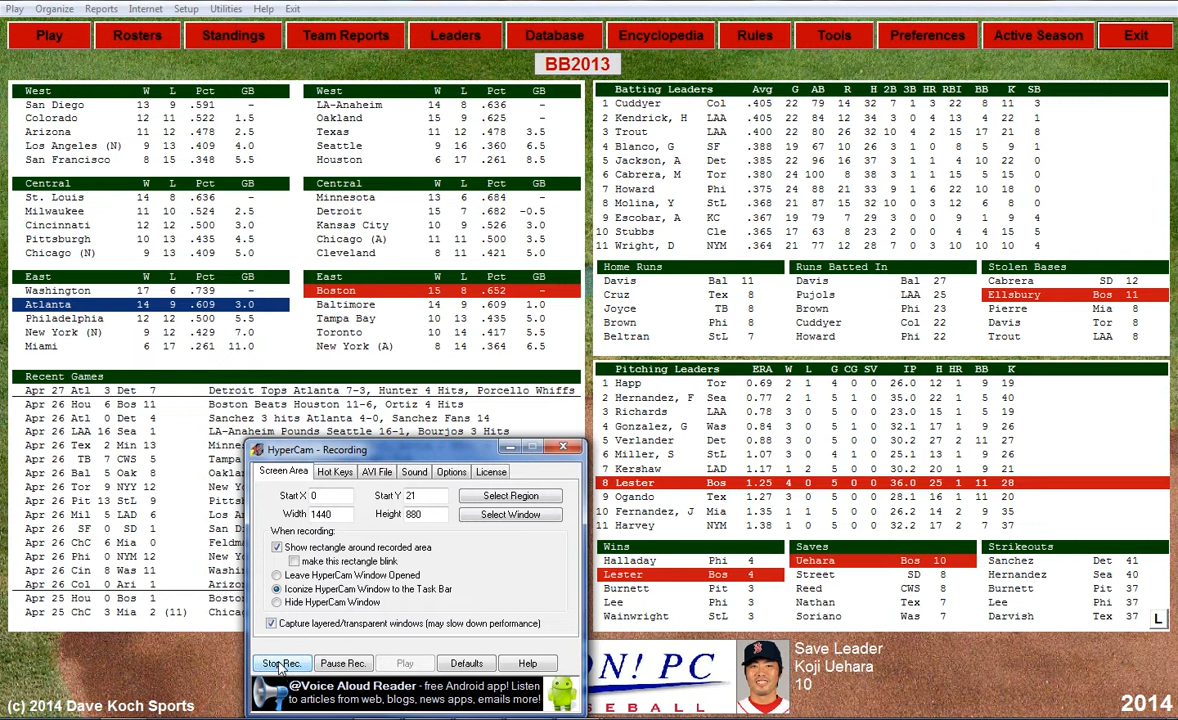 Play Organize Reports Internet Setup Utilities Help Exit
Play Rosters Standings Team Reports Leaders Database Encyclopedia Rules Tools Preferences Active Season Exit
BB2013
West W L Pct GB
San Diego 13 9 .591 -
Colorado 12 11 .522 1.5
Arizona 11 12 .478 2.5
Los Angeles (N) 9 13 .409 4.0
San Francisco 8 15 .348 5.5
West W L Pct GB
LA-Anaheim 14 8 .636 -
Oakland 15 9 .625 -
Texas 11 12 .478 3.5
Seattle 9 16 .360 6.5
Houston 6 17 .261 8.5
Central W L Pct GB
St. Louis 14 8 .636 -
Milwaukee 11 10 .524 2.5
Cincinnati 12 12 .500 3.0
Pittsburgh 10 13 .435 4.5
Chicago (N) 9 13 .409 5.0
Central W L Pct GB
Minnesota 13 6 .684 -
Detroit 15 7 .682 -0.5
Kansas City 10 9 .526 3.0
Chicago (A) 11 11 .500 3.5
Cleveland 8 11 .421 5.0
East W L Pct GB
Washington 17 6 .739 -
Atlanta 14 9 .609 3.0
Philadelphia 12 12 .500 5.5
New York (N) 9 12 .429 7.0
Miami 6 17 .261 11.0
East W L Pct GB
Boston 15 8 .652 -
Baltimore 14 9 .609 1.0
Tampa Bay 10 13 .435 5.0
Toronto 10 14 .417 5.5
New York (A) 8 14 .364 6.5
Recent Games
Apr 27 Atl 3 Det 7 Detroit Tops Atlanta 7-3, Hunter 4 Hits, Porcello Whiffs
Apr 26 Hou 6 Bos 11 Boston Beats Houston 11-6, Ortiz 4 Hits
Apr 26 Atl 0 Det 4 Sanchez 3 hits Atlanta 4-0, Sanchez Fans 14
Apr 26 LAA 16 Sea 1 LA-Anaheim Pounds Seattle 16-1, Bourjos 3 Hits
Apr 26 Tex 2 Min 13 Minne
Apr 26 TB 7 CWS 5 Tampa
Apr 26 Bal 5 Oak 8 Oaklan
Apr 26 Tor 9 NYY 12 New Yo
Apr 26 Pit 13 StL 9 Pitts
Apr 26 Mil 5 LAD 6 Los An
Apr 26 SF 0 SD 1 San D
Apr 26 ChC 6 Mia 0 Feldma
Apr 26 Phi 0 NYM 12 New Yo
Apr 26 Cin 8 Was 11 Washin
Apr 26 Col 0 Ari 1 Arizo
Apr 25 Hou 0 Bos 1 Boston
Apr 25 ChC 3 Mia 2 (11) Chica
Batting Leaders Avg G AB R H 2B 3B HR RBI BB K SB
1 Cuddyer Col .405 22 79 14 32 7 1 3 22 8 11 3
2 Kendrick, H LAA .405 22 84 12 34 3 0 4 13 4 22 1
3 Trout LAA .400 22 80 26 32 10 4 2 15 17 21 8
4 Blanco, G SF .388 19 67 10 26 3 1 0 8 5 9 1
5 Jackson, A Det .385 22 96 16 37 3 1 1 4 10 22 0
6 Cabrera, M Tor .380 24 100 8 38 3 1 1 15 5 15 0
7 Howard Phi .375 24 88 21 33 9 1 6 22 10 18 0
8 Molina, Y StL .368 21 87 15 32 10 0 3 12 6 8 0
9 Escobar, A KC .367 19 79 7 29 3 0 0 9 1 9 4
10 Stubbs Cle .365 17 63 8 23 2 0 0 4 4 15 5
11 Wright, D NYM .364 21 77 12 28 7 0 3 10 10 10 4
Home Runs
Davis Bal 11
Cruz Tex 8
Joyce TB 8
Brown Phi 8
Beltran StL 7
Runs Batted In
Davis Bal 27
Pujols LAA 25
Brown Phi 23
Cuddyer Col 22
Howard Phi 22
Stolen Bases
Cabrera SD 12
Ellsbury Bos 11
Pierre Mia 8
Davis Tor 8
Trout LAA 8
Pitching Leaders ERA W L G CG SV IP H HR BB K
1 Happ Tor 0.69 2 1 4 0 0 26.0 12 1 9 19
2 Hernandez, F Sea 0.77 2 1 5 1 0 35.0 22 1 5 40
3 Richards LAA 0.78 3 0 5 0 0 23.0 15 1 5 17
4 Gonzalez, G Was 0.84 3 0 4 1 0 32.1 13 1 9 26
5 Verlander Det 0.88 3 1 5 0 0 30.2 27 2 11 27
6 Miller, S StL 1.07 3 0 4 0 0 25.1 13 1 9 28
7 Kershaw LAD 1.17 1 2 5 0 0 30.2 20 1 9 21
8 Lester Bos 1.25 4 0 5 0 0 36.0 25 1 11 28
9 Ogando Tex 1.27 3 0 5 0 0 28.1 16 1 11 20
10 Fernandez, J Mia 1.35 1 1 5 0 0 26.2 14 2 9 35
11 Harvey NYM 1.38 1 1 5 0 0 32.2 17 2 7 37
Wins
Halladay Phi 4
Lester Bos 4
Burnett Pit 3
Lee Phi 3
Wainwright StL 3
Saves
Uehara Bos 10
Street SD 8
Reed CWS 8
Nathan Tex 7
Soriano Was 7
Strikeouts
Sanchez Det 41
Hernandez Sea 40
Burnett Pit 37
Lee Phi 37
Darvish Tex 37
L
HyperCam - Recording
Screen Area Hot Keys AVI File Sound Options License
Start X 0 Start Y 21 Select Region
Width 1440 Height 880 Select Window
When recording:
Show rectangle around recorded area
make this rectangle blink
Leave HyperCam Window Opened
Iconize HyperCam Window to the Task Bar
Hide HyperCam Window
Capture layered/transparent windows (may slow down performance)
Stop Rec. Pause Rec. Play Defaults Help
@Voice Aloud Reader - free Android app! Listen
to articles from web, blogs, news apps, emails more!
ON! PC
SEBALL
Save Leader
Koji Uehara
10
(c) 2014 Dave Koch Sports
2014